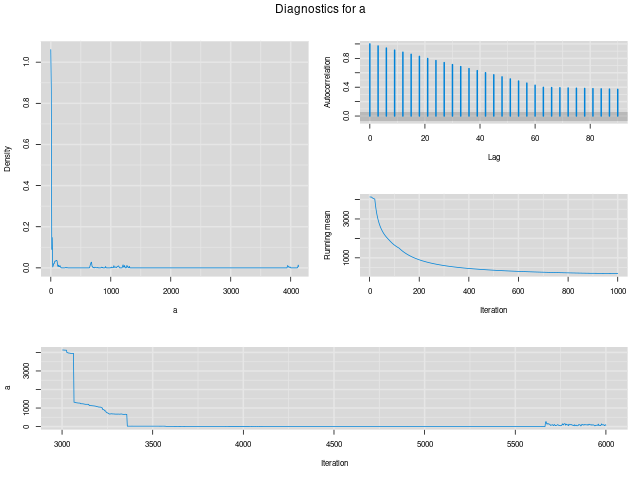 Diagnostics for a
Density
0.0 0.2 0.4 0.6 0.8 1.0
0 1000 2000 3000 4000
a
Autocorrelation
0.0 0.4 0.8
0 20 40 60 80
Lag
Running mean
1000 3000
0 200 400 600 800 1000
Iteration
a
0 1000 3000
3000 3500 4000 4500 5000 5500 6000
Iteration